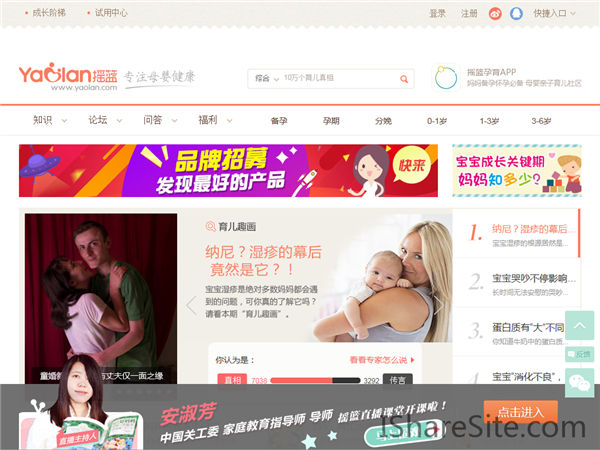 成长阶梯
试用中心
登录
注册
快捷入口
Yaolan摇篮
专注母婴健康
www.yaolan.com
综合
10万个育儿真相
摇篮孕育APP
妈妈备孕怀孕必备 母婴亲子育儿社区
知识
论坛
问答
福利
备孕
孕期
分娩
0-1岁
1-3岁
3-6岁
品牌招募
发现最好的产品
快来
宝宝成长关键期
妈妈知多少?
育儿趣画
纳尼？湿疹的幕后
竟然是它？！
宝宝湿疹是绝对多数妈妈都会遇
到的问题，可你真的了解它吗？
请看本期“育儿趣画”。
你认为是：
看看专家怎么说
真相
7038
3292
传言
1.
纳尼？湿疹的幕后...
宝宝湿疹的根源居然是...
2.
宝宝哭吵不停影响...
长时间无法安慰的哭吵...
3.
蛋白质有“大”不同
你知道牛奶中的蛋白质...
4.
宝宝“消化不良”，
反馈
与丈夫仅一面之缘
直播主持人
安淑芳
中国关工委 家庭教育指导师 导师
摇篮直播课堂开课啦！
点击进入
IShareSite.com